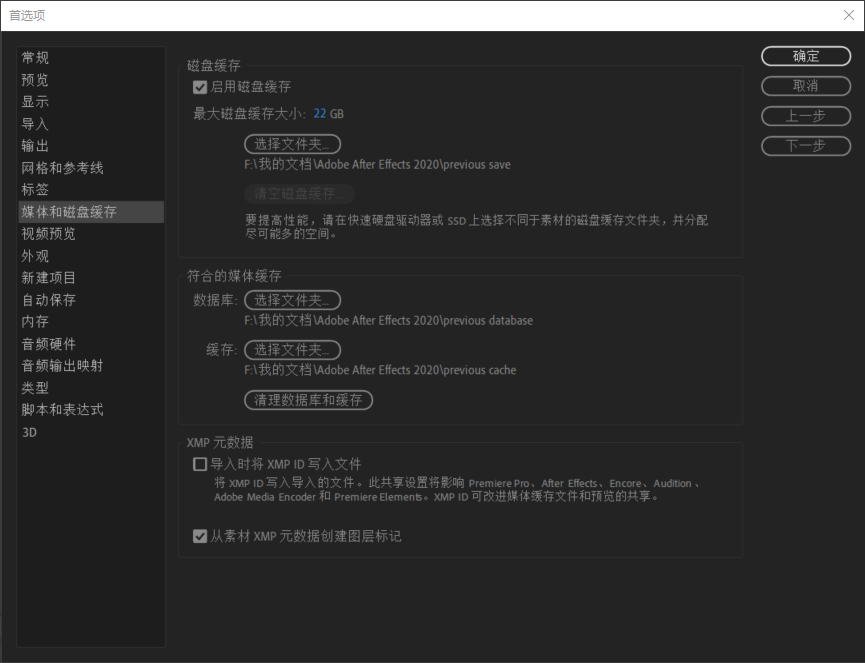 首选项
常规
预览
显示
导入
输出
网格和参考线
标签
媒体和磁盘缓存
视频预览
外观
新建项目
自动保存
内存
音频硬件
音频输出映射
类型
脚本和表达式
3D
磁盘缓存
启用磁盘缓存
最大磁盘缓存大小: 22 GB
选择文件夹...
F:\我的文档\Adobe After Effects 2020\previous save
清空磁盘缓存...
要提高性能，请在快速硬盘驱动器或 SSD 上选择不同于素材的磁盘缓存文件夹，并分配
尽可能多的空间。
符合的媒体缓存
数据库: 选择文件夹...
F:\我的文档\Adobe After Effects 2020\previous database
缓存: 选择文件夹...
F:\我的文档\Adobe After Effects 2020\previous cache
清理数据库和缓存
XMP 元数据
导入时将 XMP ID 写入文件
将 XMP ID 写入导入的文件。此共享设置将影响 Premiere Pro、After Effects、Encore、Audition、
Adobe Media Encoder 和 Premiere Elements。XMP ID 可改进媒体缓存文件和预览的共享。
从素材 XMP 元数据创建图层标记
确定
取消
上一步
下一步